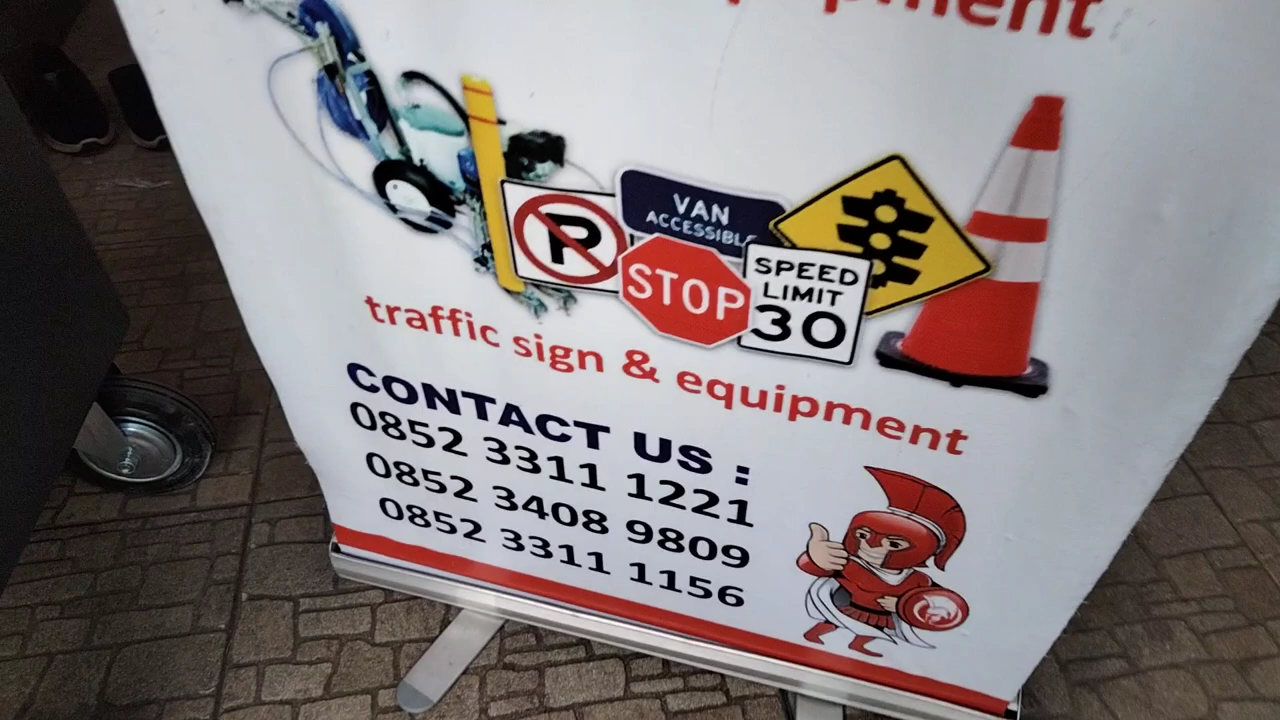 P
VAN
ACCESSIBLE
STOP
SPEED
LIMIT
30
traffic sign & equipment
CONTACT US :
0852 3311 1221
0852 3408 9809
0852 3311 1156